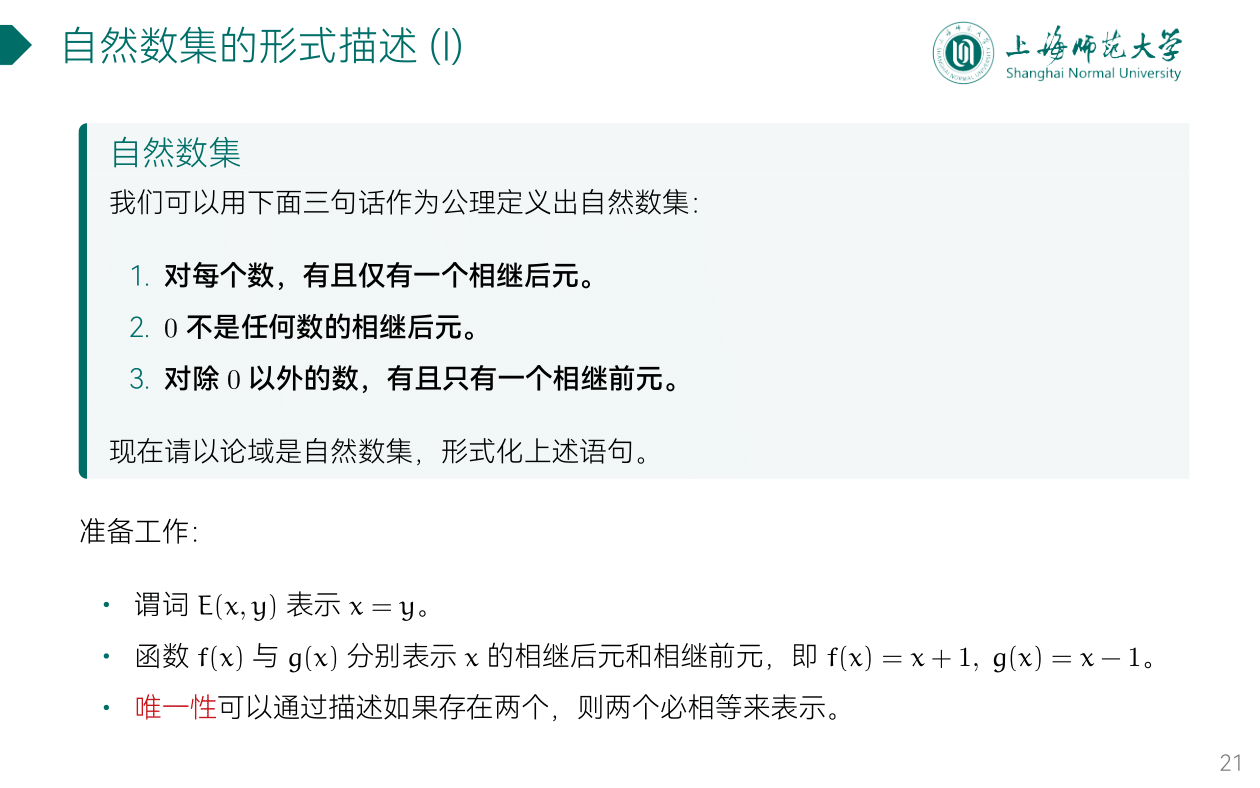 自然数集的形式描述 (I)
上海师范大学
Shanghai Normal University
自然数集
我们可以用下面三句话作为公理定义出自然数集:
1. 对每个数，有且仅有一个相继后元。
2. 0 不是任何数的相继后元。
3. 对除 0 以外的数，有且只有一个相继前元。
现在请以论域是自然数集，形式化上述语句。
准备工作:
• 谓词 E(x, y) 表示 x = y。
• 函数 f(x) 与 g(x) 分别表示 x 的相继后元和相继前元，即 f(x) = x + 1, g(x) = x − 1。
• 唯一性可以通过描述如果存在两个，则两个必相等来表示。
21